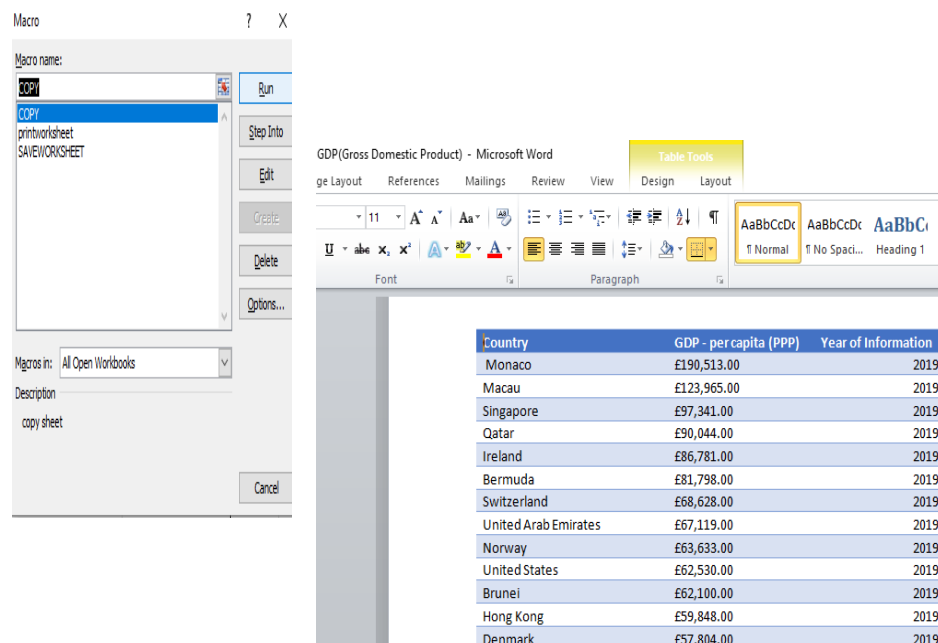 Macro ? X
Macro name:
COPY
Run
COPY
printworksheet
SAVEWORKSHEET
Step Into
Edit
Create
Delete
Options...
Macros in: All Open Workbooks
Description
copy sheet
Cancel
GDP(Gross Domestic Product) - Microsoft Word
Table Tools
ge Layout References Mailings Review View Design Layout
11 A A Aa
U abc X₂ X² A ab A
AaBbCcDc AaBbCcDc AaBbC
¶ Normal ¶ No Spaci... Heading 1
Font Paragraph
Country GDP - per capita (PPP) Year of Information
Monaco £190,513.00 2019
Macau £123,965.00 2019
Singapore £97,341.00 2019
Qatar £90,044.00 2019
Ireland £86,781.00 2019
Bermuda £81,798.00 2019
Switzerland £68,628.00 2019
United Arab Emirates £67,119.00 2019
Norway £63,633.00 2019
United States £62,530.00 2019
Brunei £62,100.00 2019
Hong Kong £59,848.00 2019
Denmark £57,804.00 2019